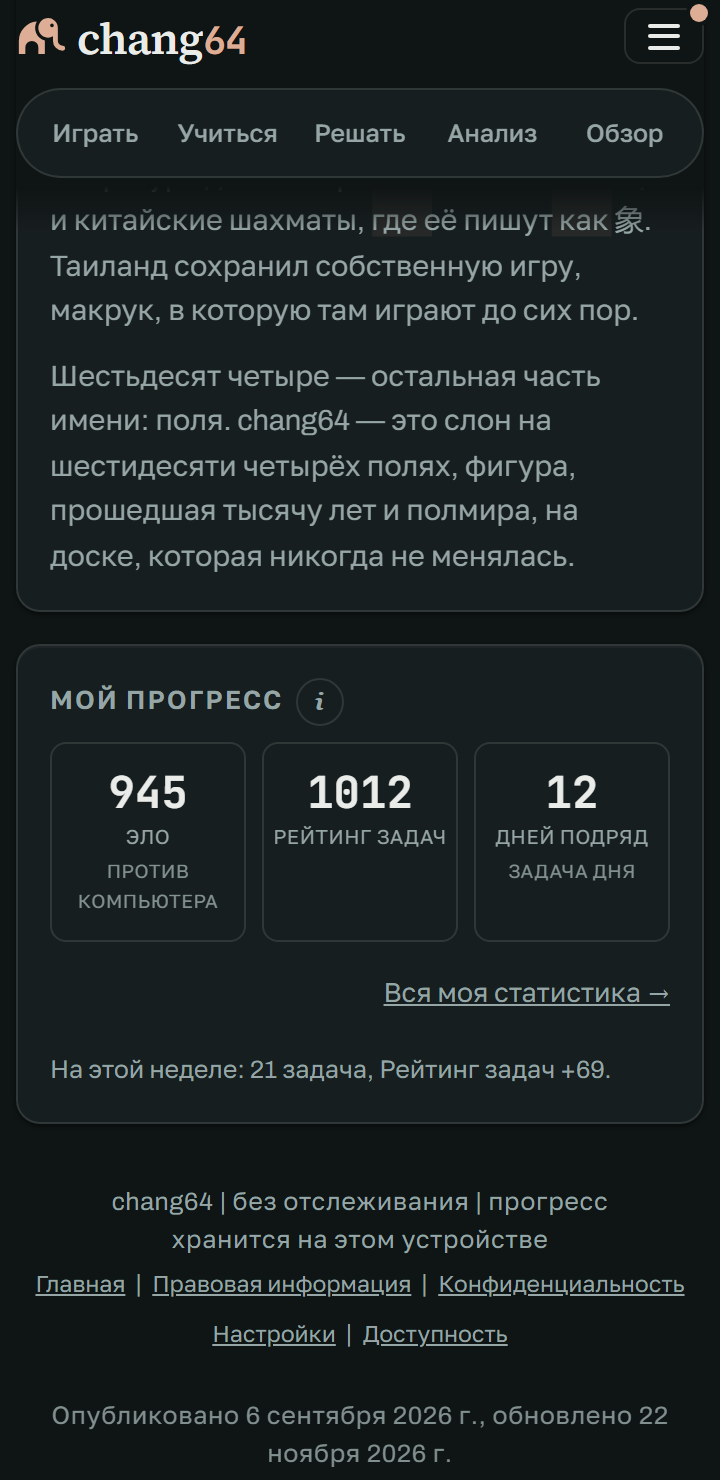 chang64
Играть Учиться Решать Анализ Обзор
и китайские шахматы, где её пишут как 象.
Таиланд сохранил собственную игру,
макрук, в которую там играют до сих пор.
Шестьдесят четыре — остальная часть
имени: поля. chang64 — это слон на
шестидесяти четырёх полях, фигура,
прошедшая тысячу лет и полмира, на
доске, которая никогда не менялась.
МОЙ ПРОГРЕСС i
945 1012 12
ЭЛО РЕЙТИНГ ЗАДАЧ ДНЕЙ ПОДРЯД
ПРОТИВ ЗАДАЧА ДНЯ
КОМПЬЮТЕРА
Вся моя статистика →
На этой неделе: 21 задача, Рейтинг задач +69.
chang64 | без отслеживания | прогресс
хранится на этом устройстве
Главная | Правовая информация | Конфиденциальность
Настройки | Доступность
Опубликовано 6 сентября 2026 г., обновлено 22
ноября 2026 г.